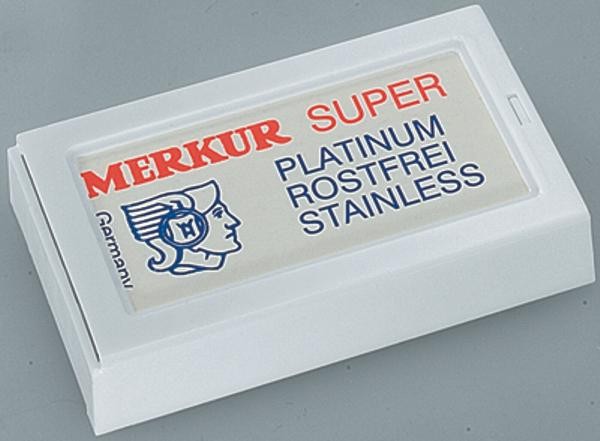 MERKUR SUPER
PLATINUM
ROSTFREI
STAINLESS
Germany